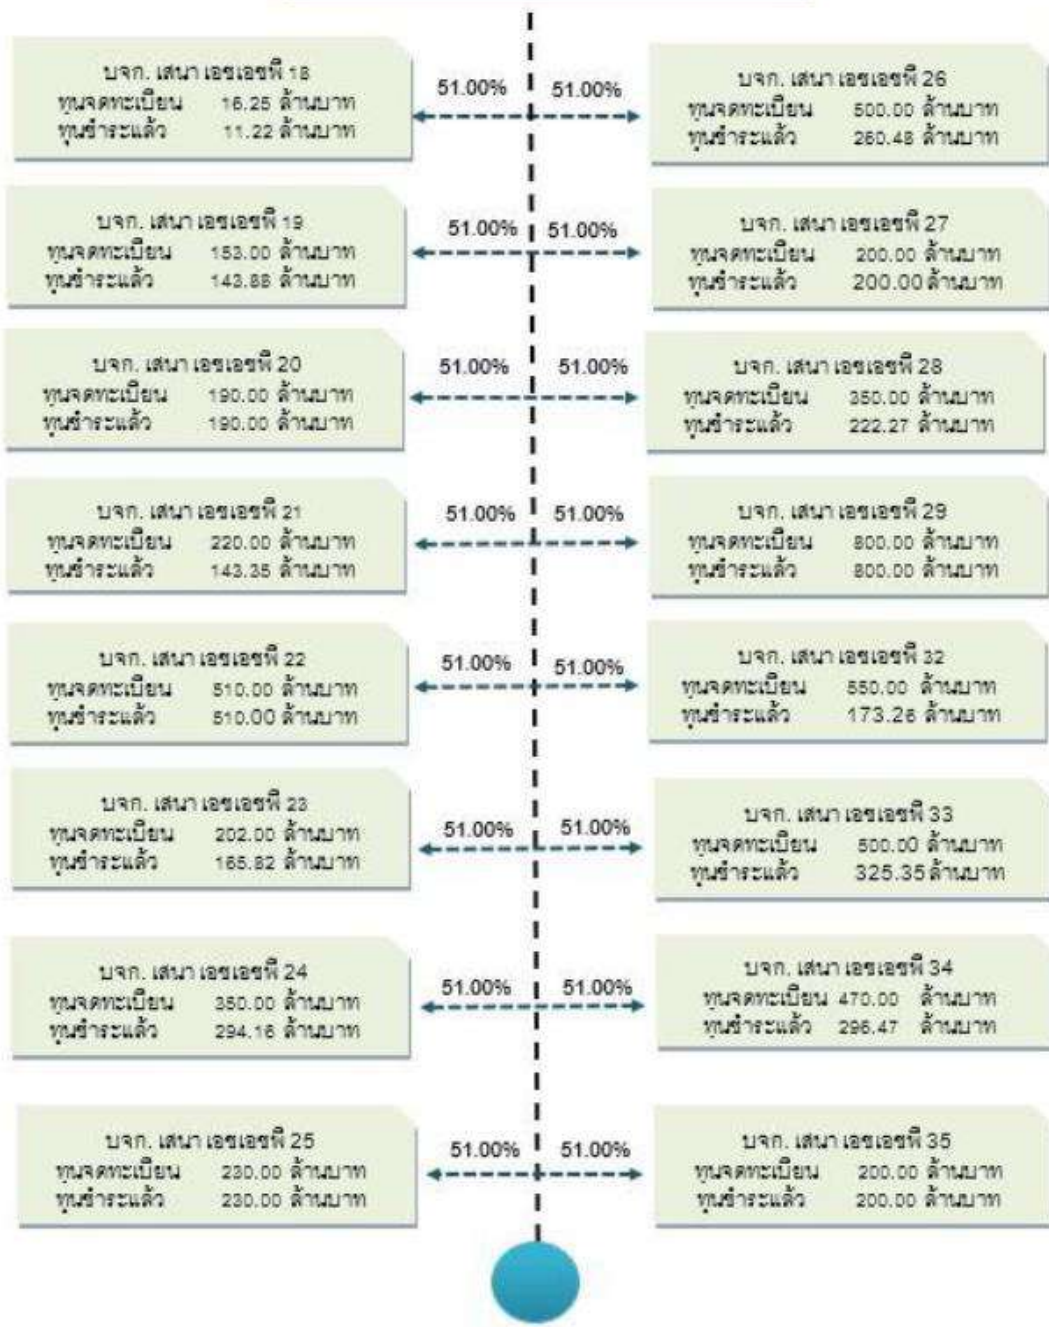 บจก. เสนา เอชเอชพี 18
ทุนจดทะเบียน 16.25 ล้านบาท
ทุนชำระแล้ว 11.22 ล้านบาท
51.00% 51.00%
บจก. เสนา เอชเอชพี 26
ทุนจดทะเบียน 500.00 ล้านบาท
ทุนชำระแล้ว 260.48 ล้านบาท
บจก. เสนา เอชเอชพี 19
ทุนจดทะเบียน 153.00 ล้านบาท
ทุนชำระแล้ว 143.88 ล้านบาท
51.00% 51.00%
บจก. เสนา เอชเอชพี 27
ทุนจดทะเบียน 200.00 ล้านบาท
ทุนชำระแล้ว 200.00 ล้านบาท
บจก. เสนา เอชเอชพี 20
ทุนจดทะเบียน 190.00 ล้านบาท
ทุนชำระแล้ว 190.00 ล้านบาท
51.00% 51.00%
บจก. เสนา เอชเอชพี 28
ทุนจดทะเบียน 350.00 ล้านบาท
ทุนชำระแล้ว 222.27 ล้านบาท
บจก. เสนา เอชเอชพี 21
ทุนจดทะเบียน 220.00 ล้านบาท
ทุนชำระแล้ว 143.35 ล้านบาท
51.00% 51.00%
บจก. เสนา เอชเอชพี 29
ทุนจดทะเบียน 800.00 ล้านบาท
ทุนชำระแล้ว 800.00 ล้านบาท
บจก. เสนา เอชเอชพี 22
ทุนจดทะเบียน 510.00 ล้านบาท
ทุนชำระแล้ว 510.00 ล้านบาท
51.00% 51.00%
บจก. เสนา เอชเอชพี 32
ทุนจดทะเบียน 550.00 ล้านบาท
ทุนชำระแล้ว 173.26 ล้านบาท
บจก. เสนา เอชเอชพี 23
ทุนจดทะเบียน 202.00 ล้านบาท
ทุนชำระแล้ว 165.82 ล้านบาท
51.00% 51.00%
บจก. เสนา เอชเอชพี 33
ทุนจดทะเบียน 500.00 ล้านบาท
ทุนชำระแล้ว 325.35 ล้านบาท
บจก. เสนา เอชเอชพี 24
ทุนจดทะเบียน 350.00 ล้านบาท
ทุนชำระแล้ว 294.16 ล้านบาท
51.00% 51.00%
บจก. เสนา เอชเอชพี 34
ทุนจดทะเบียน 470.00 ล้านบาท
ทุนชำระแล้ว 296.47 ล้านบาท
บจก. เสนา เอชเอชพี 25
ทุนจดทะเบียน 230.00 ล้านบาท
ทุนชำระแล้ว 230.00 ล้านบาท
51.00% 51.00%
บจก. เสนา เอชเอชพี 35
ทุนจดทะเบียน 200.00 ล้านบาท
ทุนชำระแล้ว 200.00 ล้านบาท